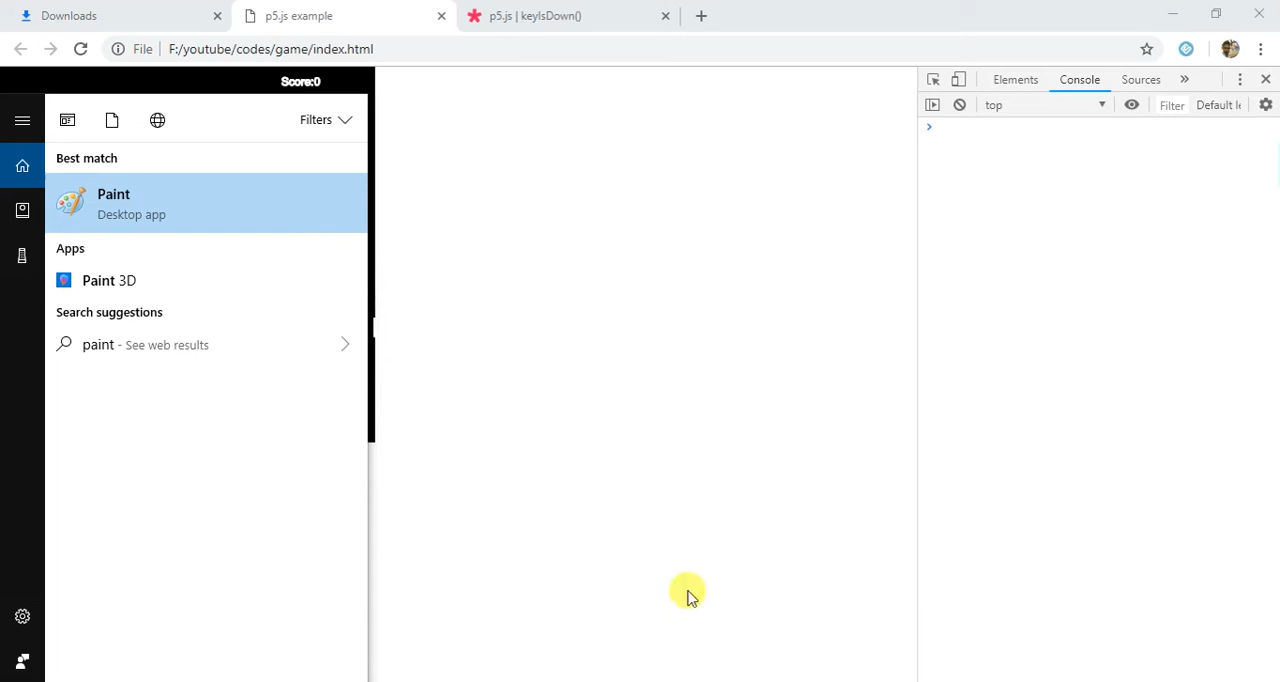 Downloads
p5.js example
p5.js | keyIsDown()
File
F:/youtube/codes/game/index.html
Score:0
Elements
Console
Sources
top
Filter
Default le
Filters
Best match
Paint
Desktop app
Apps
Paint 3D
Search suggestions
paint - See web results